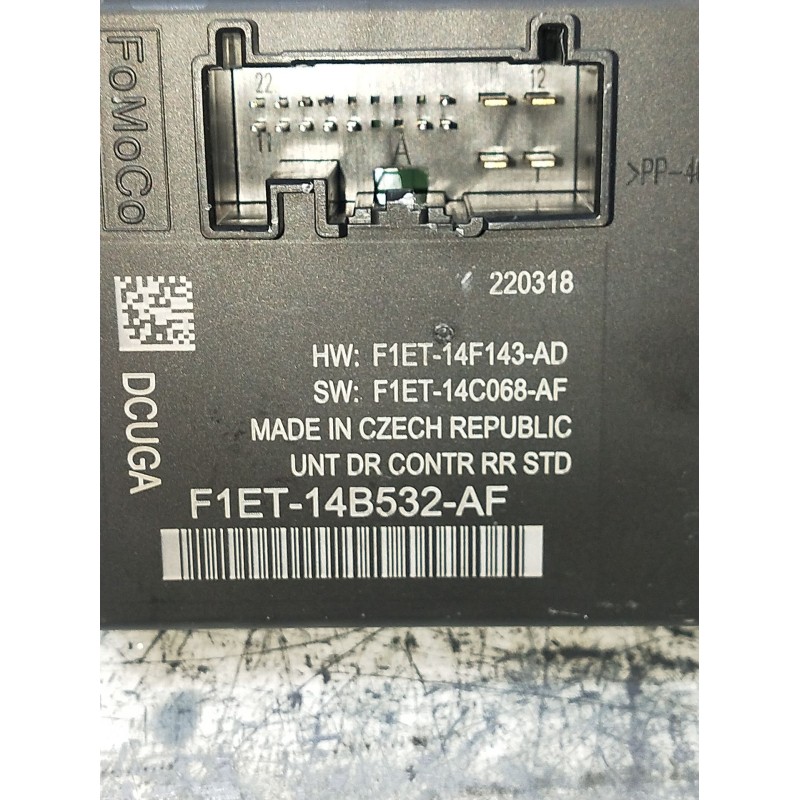 FoMoCo
22
12
11
1
A
>PP-
220318
HW: F1ET-14F143-AD
SW: F1ET-14C068-AF
MADE IN CZECH REPUBLIC
UNT DR CONTR RR STD
DCUGA
F1ET-14B532-AF